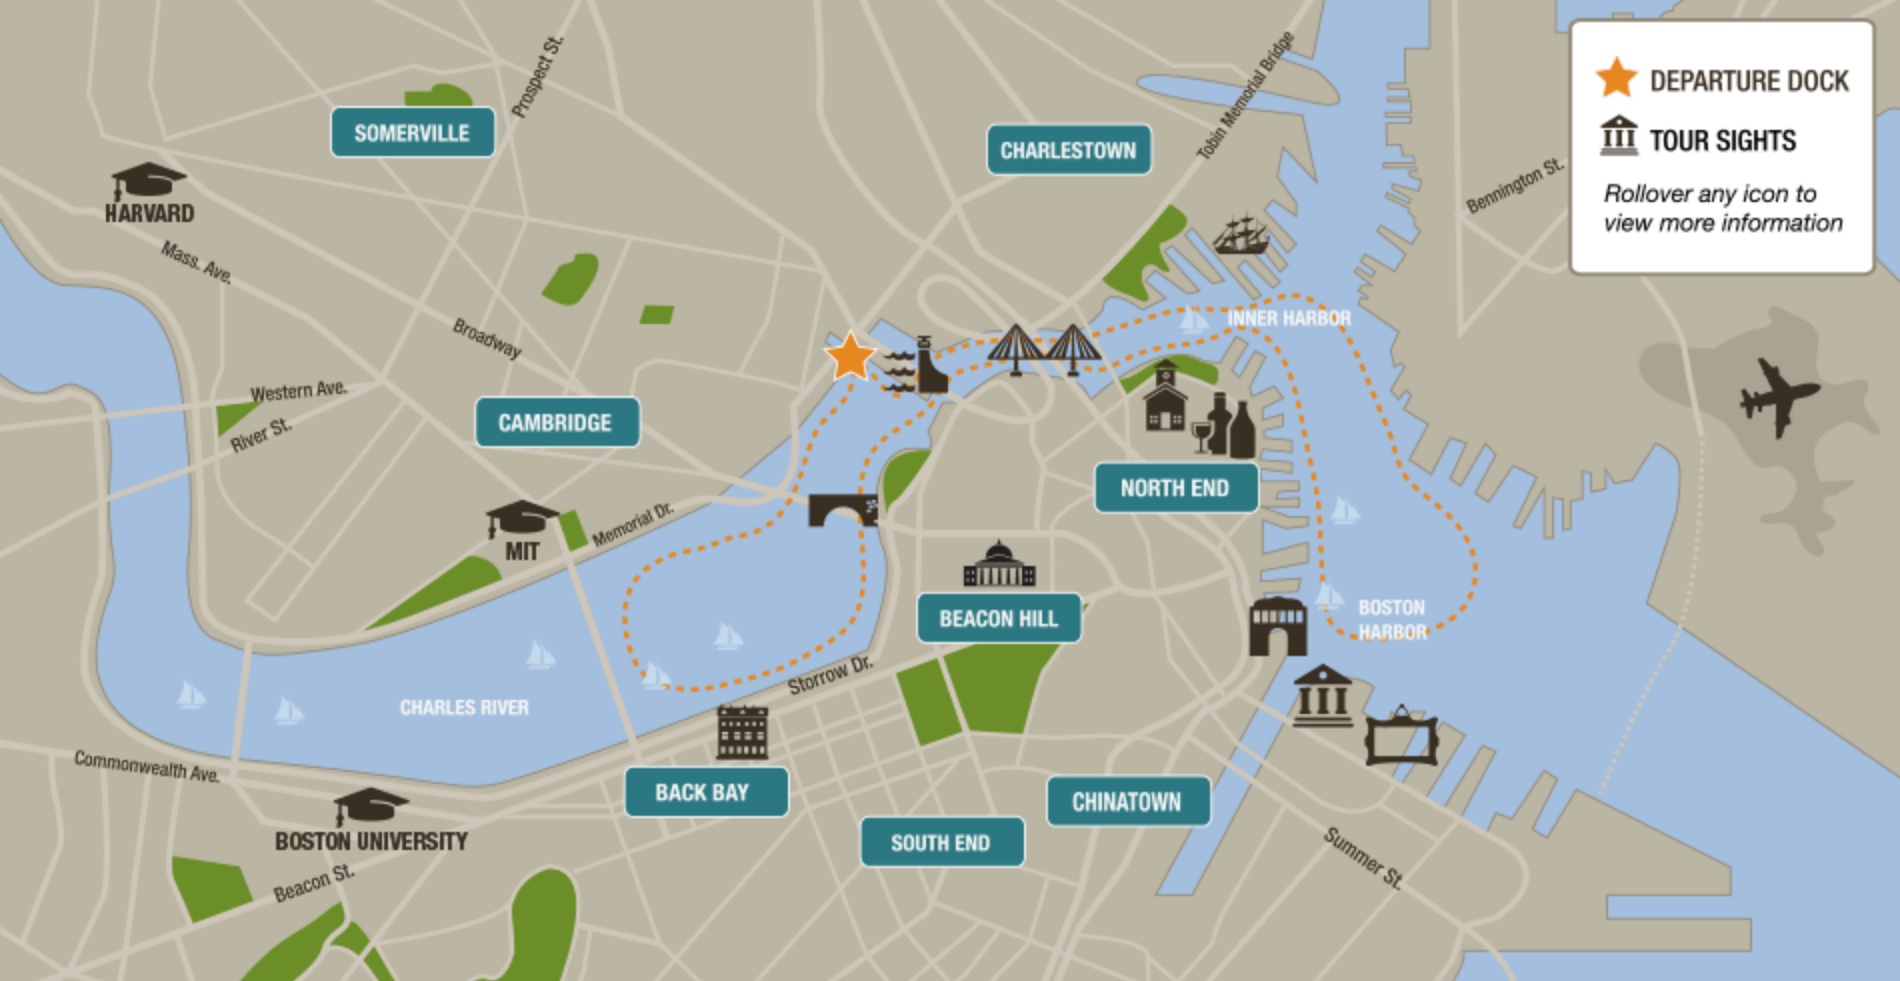 DEPARTURE DOCK
TOUR SIGHTS
Rollover any icon to
view more information
Prospect St.
Tobin Memorial Bridge
SOMERVILLE
CHARLESTOWN
Bennington St.
HARVARD
Mass. Ave.
INNER HARBOR
Broadway
Western Ave.
River St.
CAMBRIDGE
NORTH END
Memorial Dr.
MIT
BEACON HILL
BOSTON
HARBOR
Storrow Dr.
CHARLES RIVER
Commonwealth Ave.
BACK BAY
CHINATOWN
BOSTON UNIVERSITY
SOUTH END
Summer St.
Beacon St.